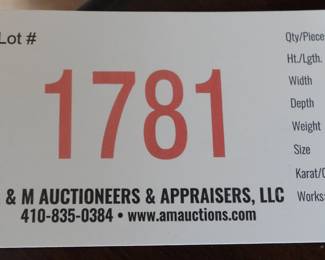 Lot #
1781
& M AUCTIONEERS & APPRAISERS, LLC
410-835-0384 • www.amauctions.com
Qty/Piece
Ht./Lgth.
Width
Depth
Weight
Size
Karat/
Works